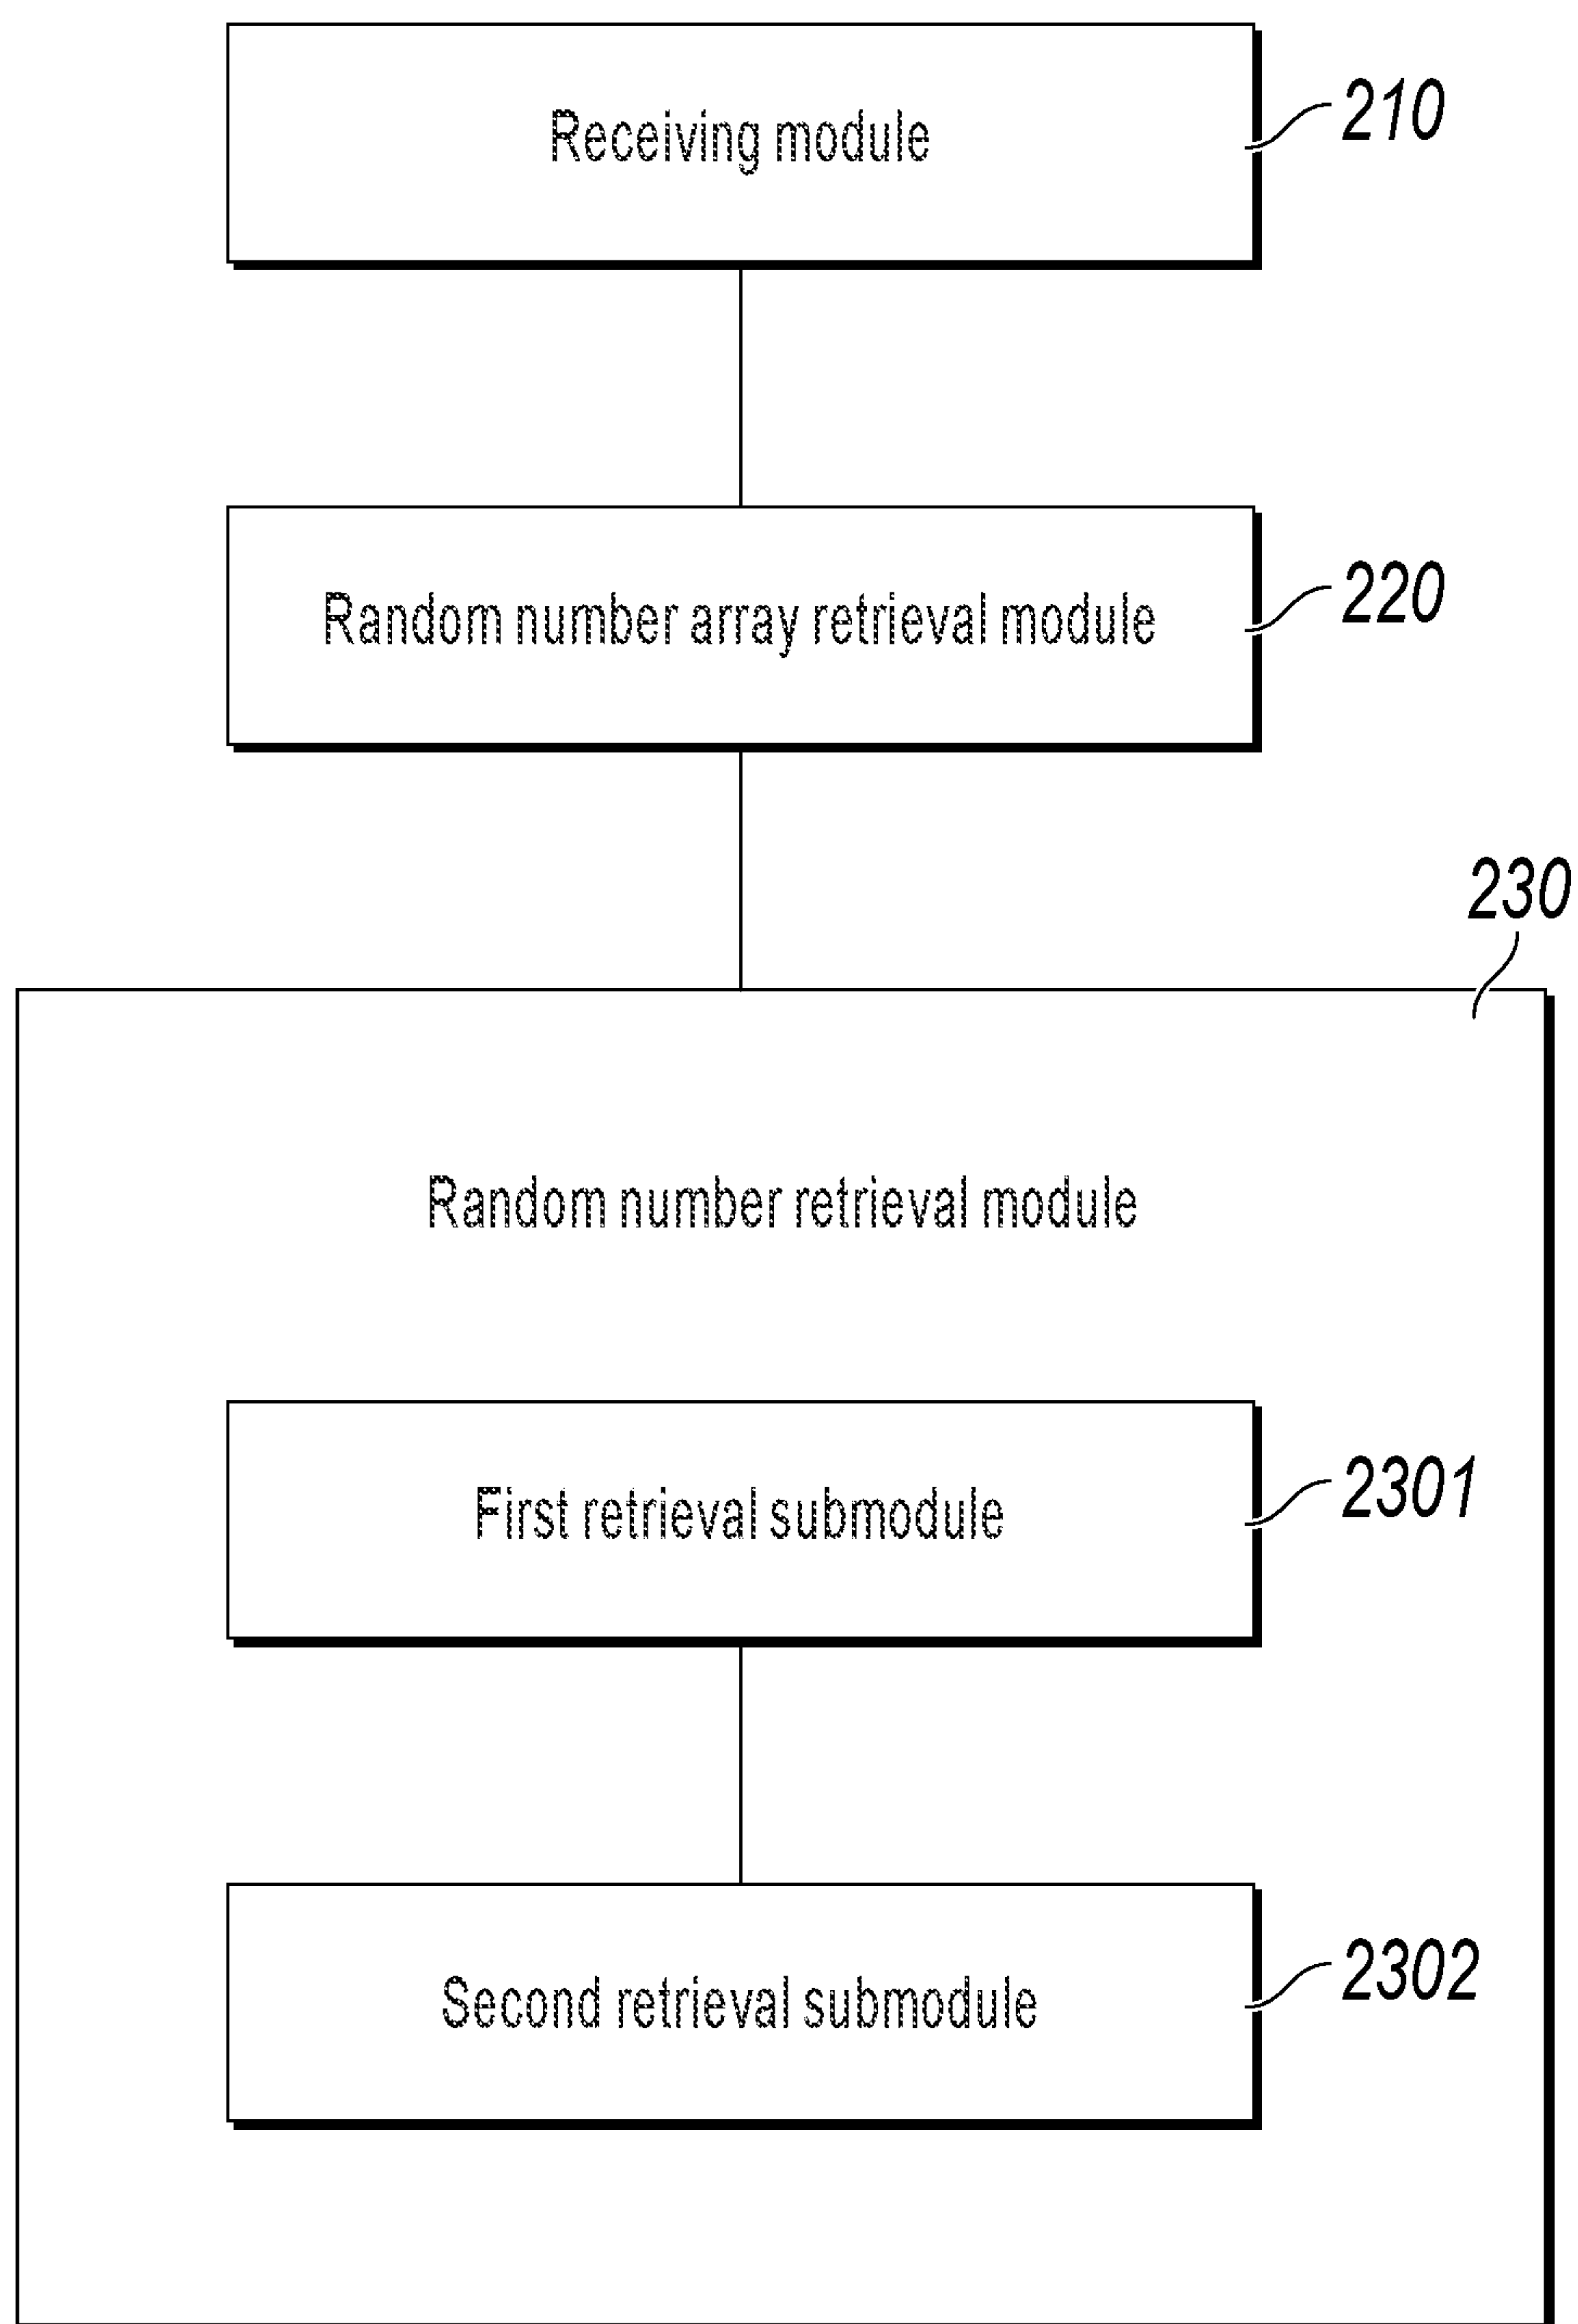 Receiving module
210
Random number array retrieval module
220
230
Random number retrieval module
First retrieval submodule
2301
Second retrieval submodule
2302